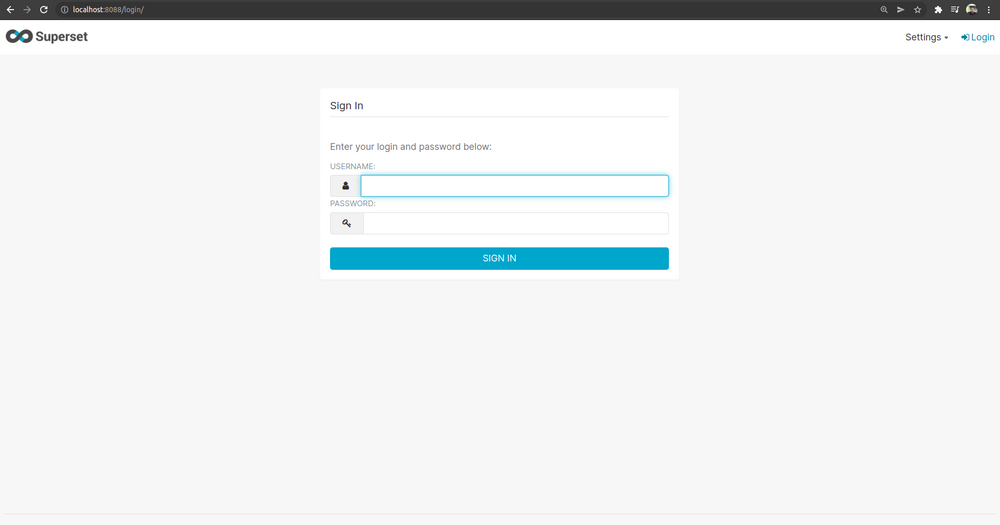 localhost:8088/login/
Superset
Settings
Login
Sign In
Enter your login and password below:
USERNAME:
PASSWORD:
SIGN IN